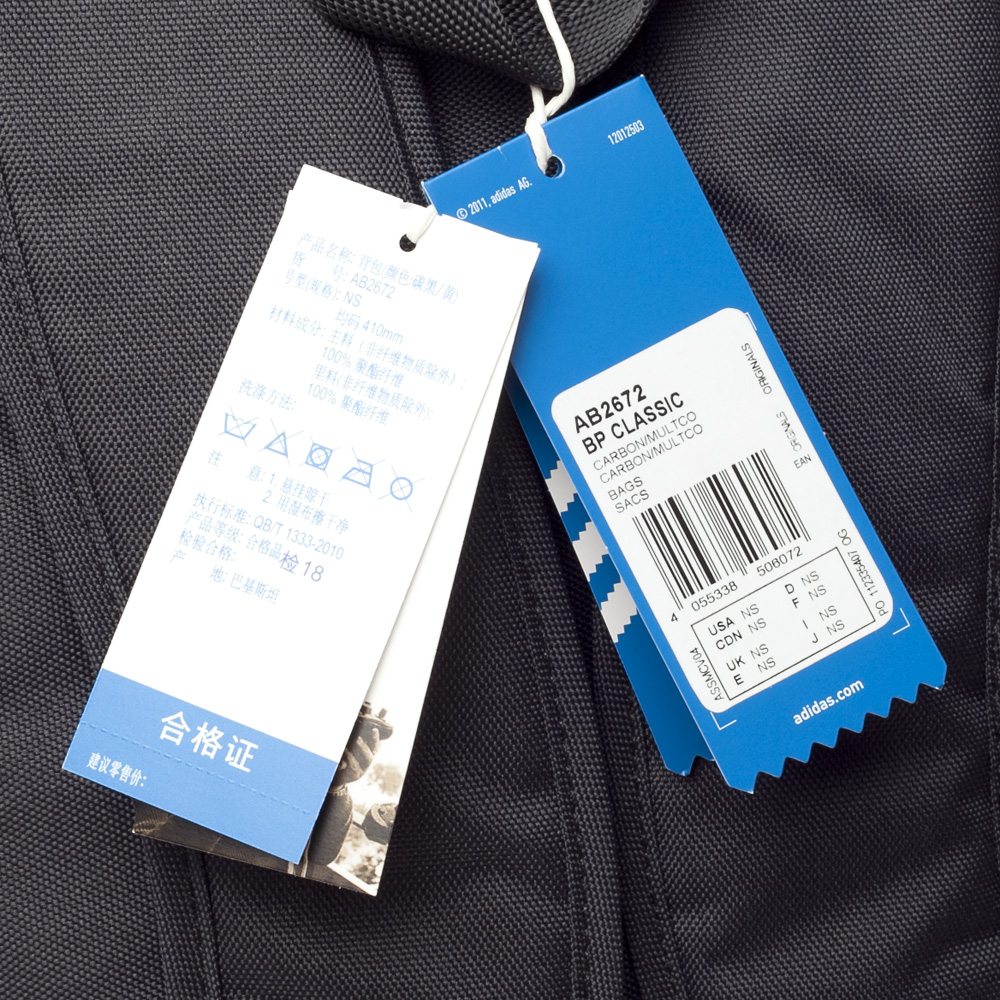 产品名称: 背包(颜色:碳黑/黄)
货 号: AB2672
号型(规格): NS
均码 410mm
材料成分: 主料(非纤维物质除外):
100% 聚酯纤维
里料(非纤维物质除外):
100% 聚酯纤维
洗涤方法:
注 意: 1. 悬挂晾干
2. 用湿布擦干净
执行标准: QB/T 1333-2010
产品等级: 合格品
检验合格: 检18
产 地: 巴基斯坦
合格证
建议零售价:
12012503
© 2011, adidas AG.
ORIGINALS
AB2672
BP CLASSIC
CARBON/MULTCO
CARBON/MULTCO
BAGS
SACS
ORIGINALS
EAN
4 055338 506072
USA NS D NS
CDN NS F NS
UK NS I NS
E NS J NS
ASSMCV04
PO 112335407 OG
adidas.com